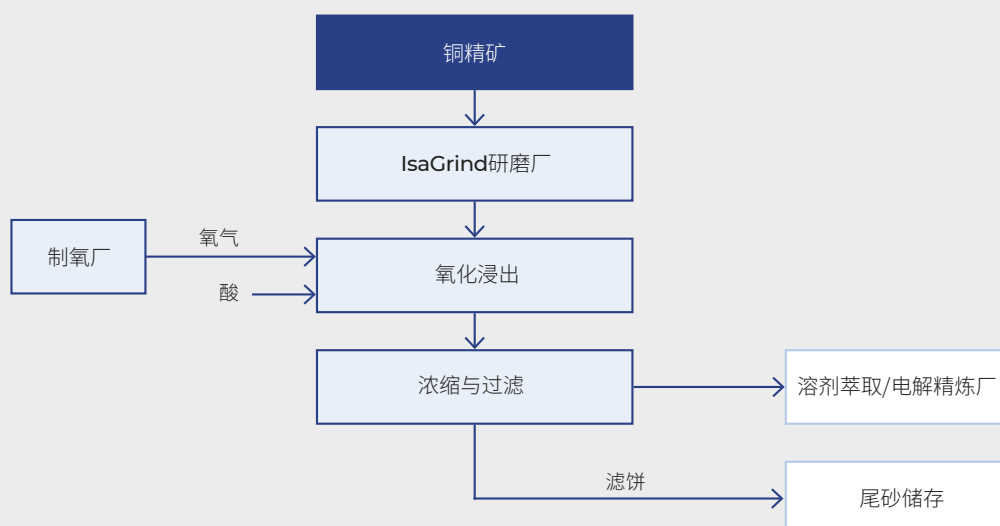 铜精矿
IsaGrind研磨厂
制氧厂
氧气
酸
氧化浸出
浓缩与过滤
溶剂萃取/电解精炼厂
滤饼
尾砂储存